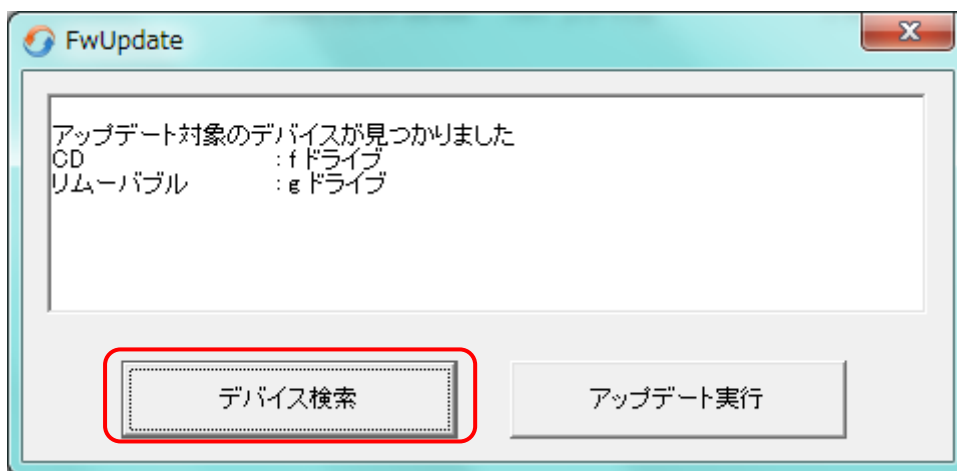 FwUpdate
アップデート対象のデバイスが見つかりました
CD :f ドライブ
リムーバブル :g ドライブ
デバイス検索
アップデート実行